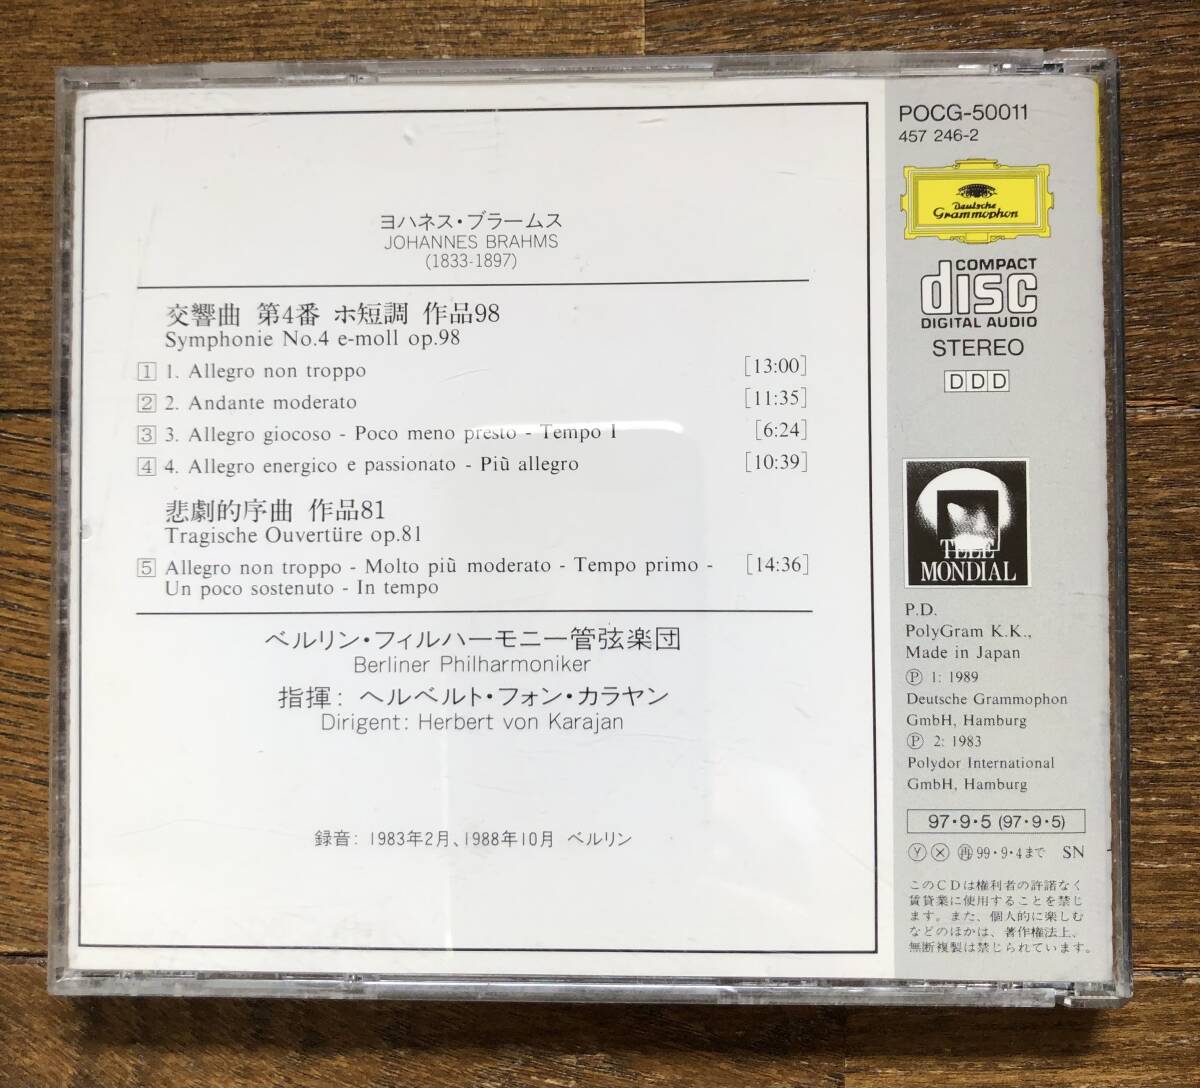 ヨハネス・ブラームス
JOHANNES BRAHMS
(1833-1897)
交響曲 第4番 ホ短調 作品98
Symphonie No.4 e-moll op.98
1 1. Allegro non troppo [13:00]
2 2. Andante moderato [11:35]
3 3. Allegro giocoso - Poco meno presto - Tempo I [6:24]
4 4. Allegro energico e passionato - Più allegro [10:39]
悲劇的序曲 作品81
Tragische Ouvertüre op.81
5 Allegro non troppo - Molto più moderato - Tempo primo - [14:36]
Un poco sostenuto - In tempo
ベルリン・フィルハーモニー管弦楽団
Berliner Philharmoniker
指揮: ヘルベルト・フォン・カラヤン
Dirigent: Herbert von Karajan
録音: 1983年2月、1988年10月 ベルリン
POCG-50011
457 246-2
Deutsche
Grammophon
COMPACT
disc
DIGITAL AUDIO
STEREO
DDD
TELE
MONDIAL
P.D.
PolyGram K.K.,
Made in Japan
Ⓟ 1: 1989
Deutsche Grammophon
GmbH, Hamburg
Ⓟ 2: 1983
Polydor International
GmbH, Hamburg
97・9・5 (97・9・5)
Ⓨ Ⓧ 再 99・9・4まで SN
このCDは権利者の許諾なく
賃貸業に使用することを禁じ
ます。また、個人的に楽しむ
などのほかは、著作権法上、
無断複製は禁じられています。